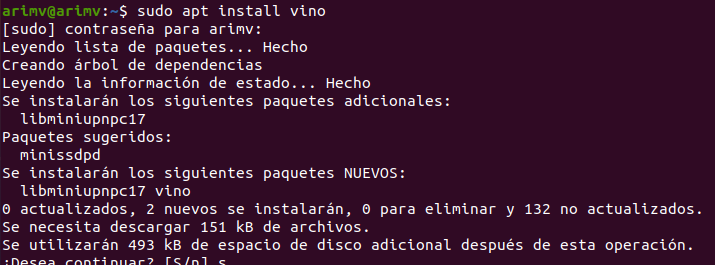 arimv@arimv:~$ sudo apt install vino
[sudo] contraseña para arimv:
Leyendo lista de paquetes... Hecho
Creando árbol de dependencias
Leyendo la información de estado... Hecho
Se instalarán los siguientes paquetes adicionales:
  libminiupnpc17
Paquetes sugeridos:
  minissdpd
Se instalarán los siguientes paquetes NUEVOS:
  libminiupnpc17 vino
0 actualizados, 2 nuevos se instalarán, 0 para eliminar y 132 no actualizados.
Se necesita descargar 151 kB de archivos.
Se utilizarán 493 kB de espacio de disco adicional después de esta operación.
¿Desea continuar? [S/n] s